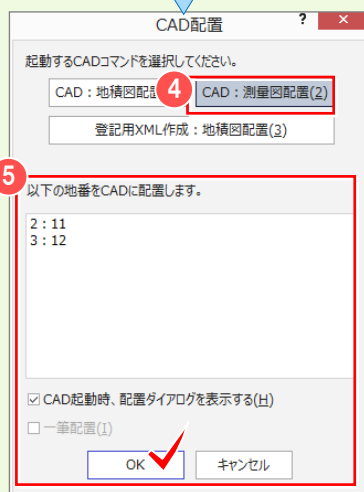 CAD配置 ? ×
起動するCADコマンドを選択してください。
CAD：地積図配置 4 CAD：測量図配置(2)
登記用XML作成：地積図配置(3)
5
以下の地番をCADに配置します。
2：11
3：12
CAD起動時、配置ダイアログを表示する(H)
一筆配置(I)
OK キャンセル